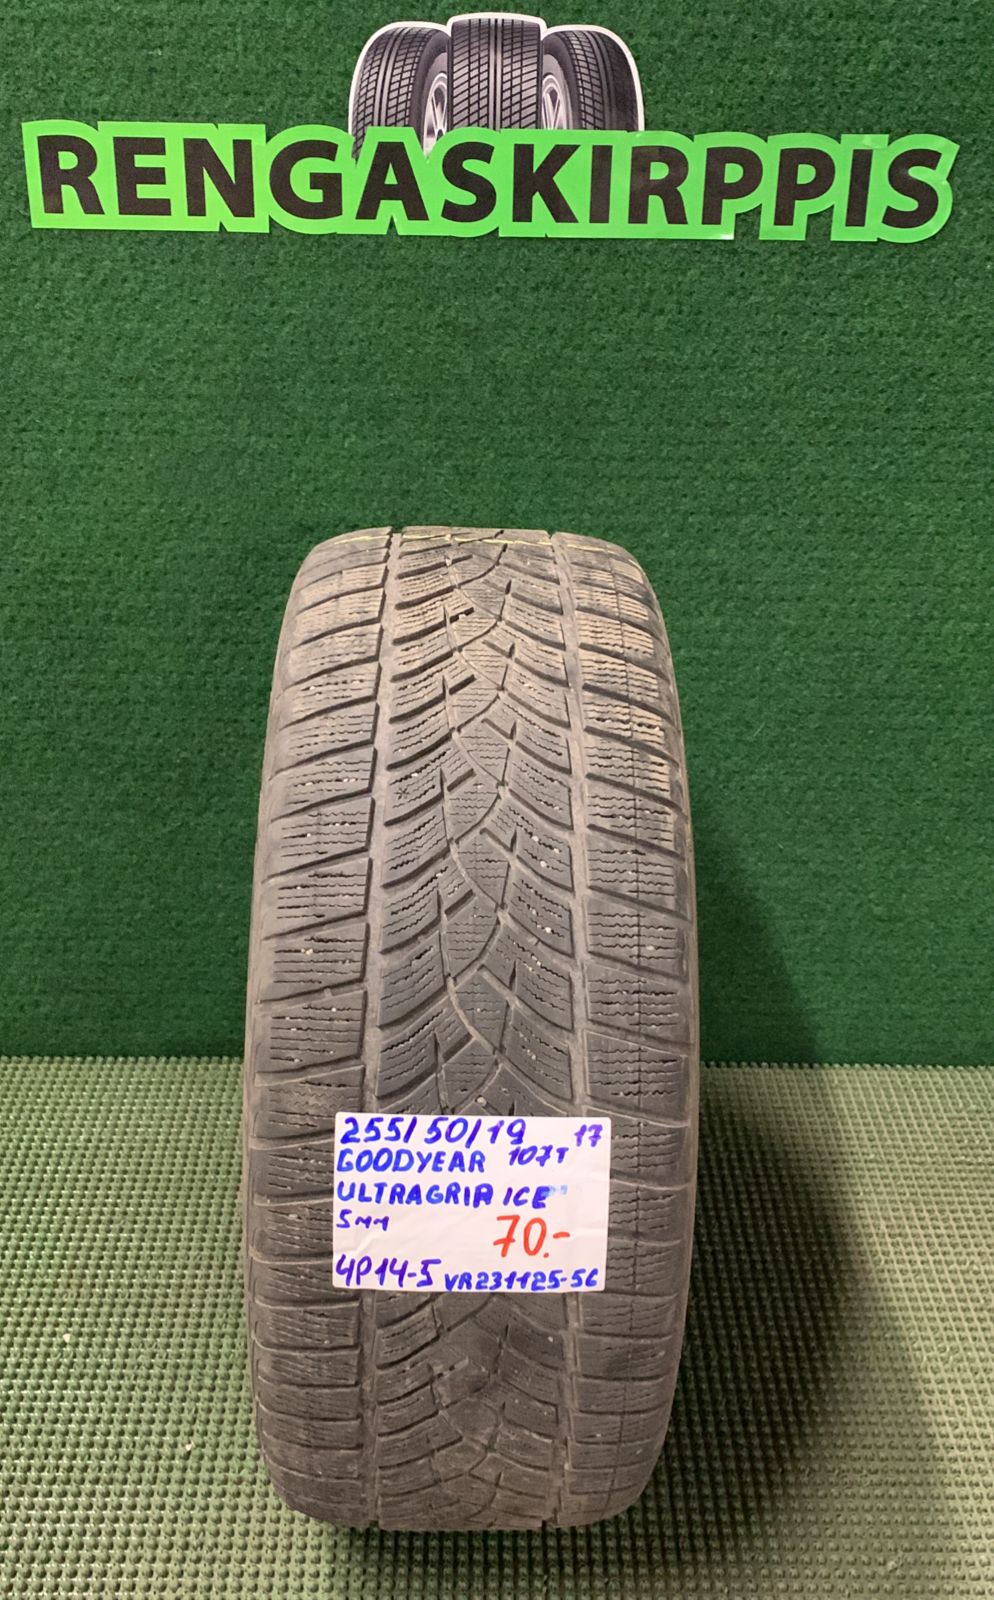 RENGASKIRPPIS
255/50/19 17
GOODYEAR 107T
ULTRAGRIP ICE
5mm 70.-
4P14-5 VR231125-56